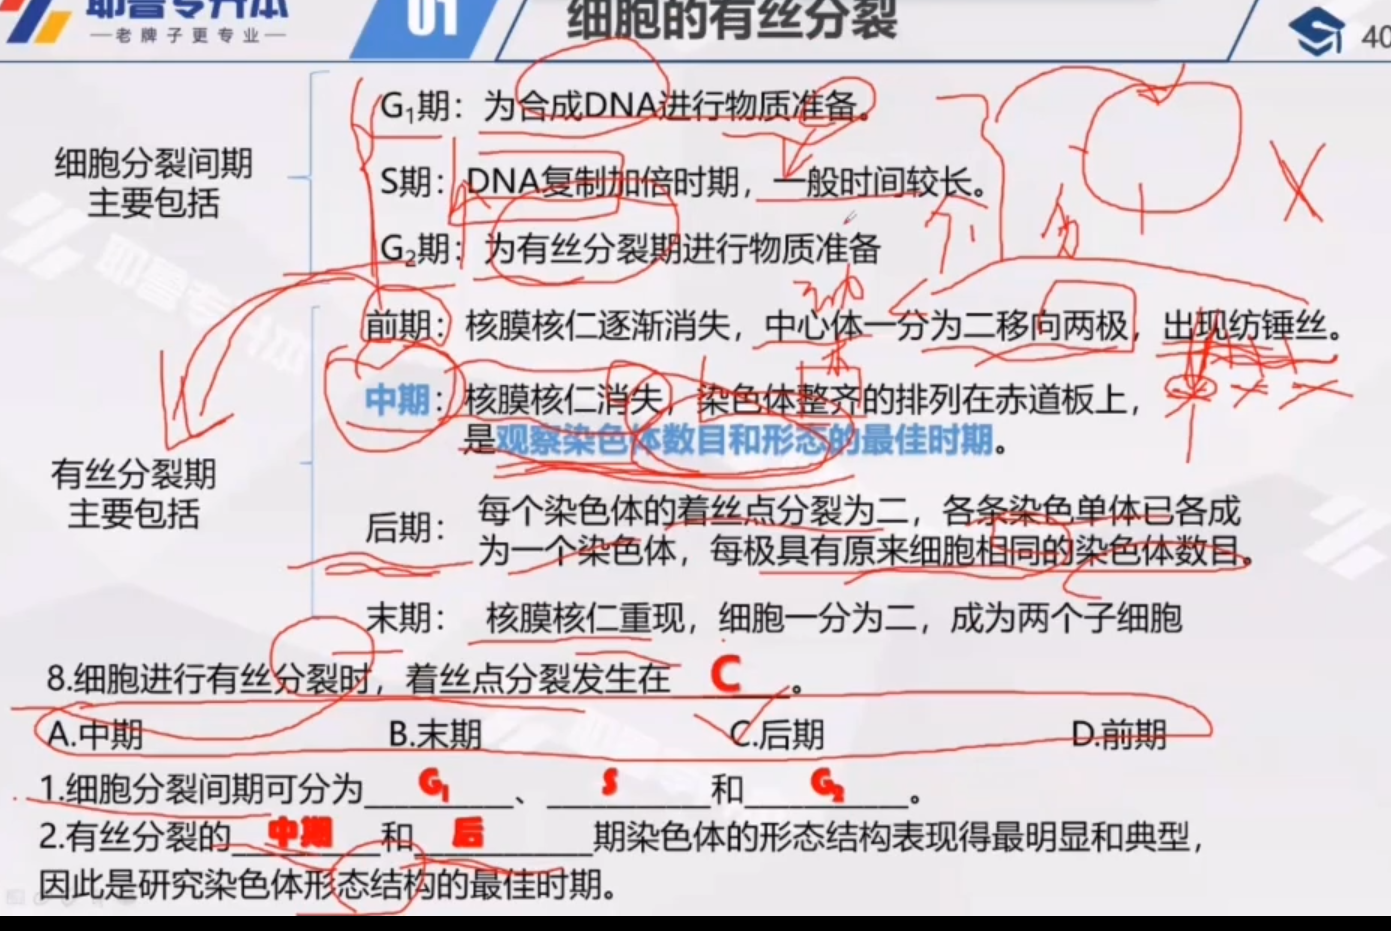 耶鲁专升本
—老牌子更专业—
01
细胞的有丝分裂
40
细胞分裂间期
主要包括
G₁期：为合成DNA进行物质准备。
S期：DNA复制加倍时期，一般时间较长。
G₂期：为有丝分裂期进行物质准备
有丝分裂期
主要包括
前期：核膜核仁逐渐消失，中心体一分为二移向两极，出现纺锤丝。
中期：核膜核仁消失，染色体整齐的排列在赤道板上，
是观察染色体数目和形态的最佳时期。
后期：每个染色体的着丝点分裂为二，各条染色单体已各成
为一个染色体，每极具有原来细胞相同的染色体数目。
末期：核膜核仁重现，细胞一分为二，成为两个子细胞
8.细胞进行有丝分裂时，着丝点分裂发生在 C 。
A.中期 B.末期 C.后期 D.前期
1.细胞分裂间期可分为 G₁ 、 S 和 G₂ 。
2.有丝分裂的 中期 和 后 期染色体的形态结构表现得最明显和典型，
因此是研究染色体形态结构的最佳时期。